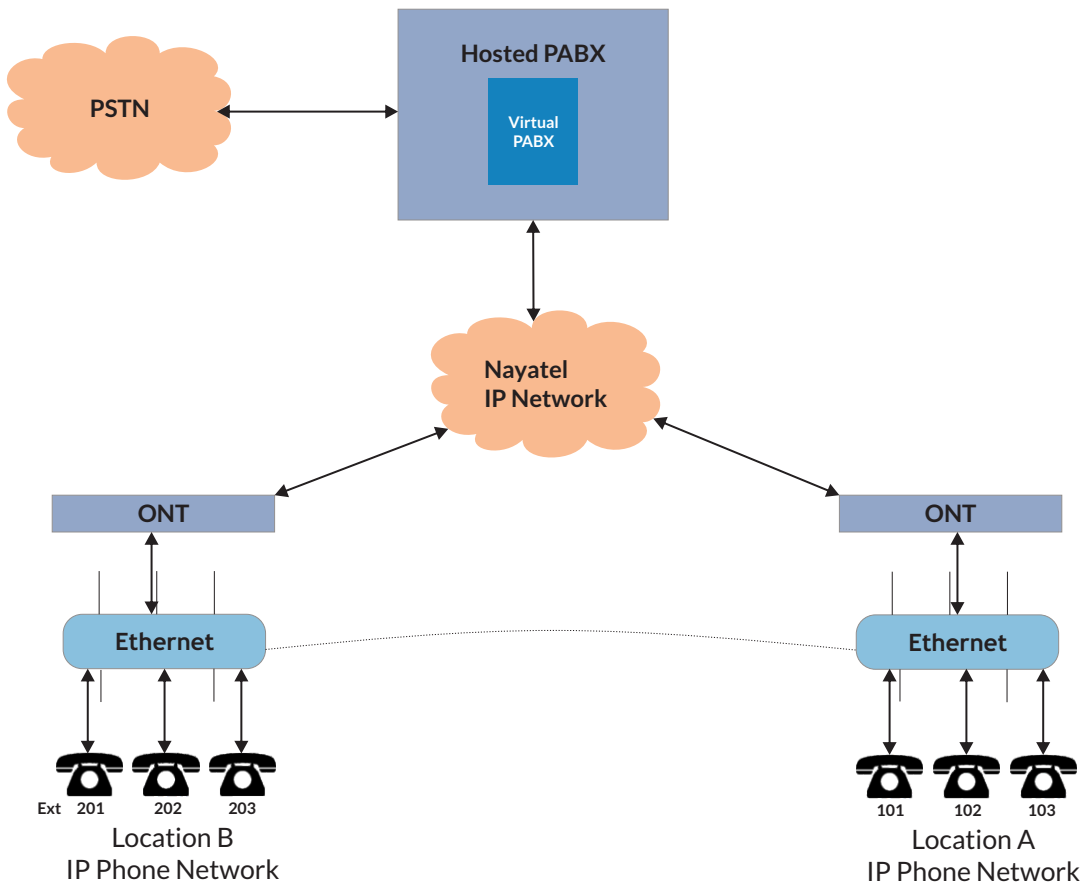 Hosted PABX
PSTN
Virtual
PABX
Nayatel
IP Network
ONT
ONT
Ethernet
Ethernet
Ext 201 202 203
101 102 103
Location B
IP Phone Network
Location A
IP Phone Network